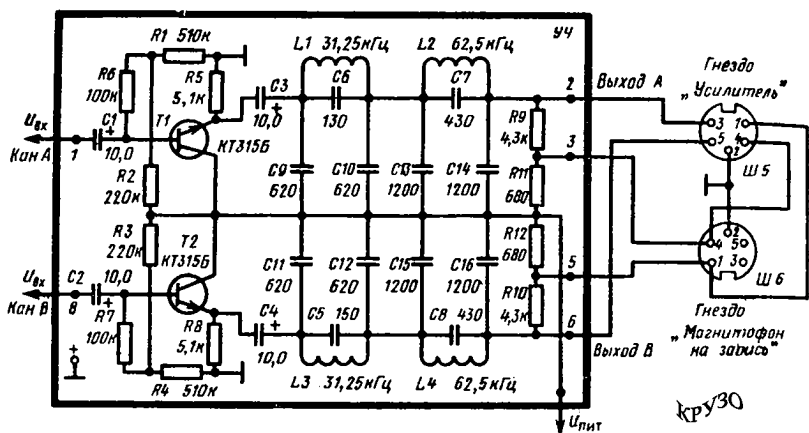 У4
R1 510к
R6
100к
R5
5,1к
C3
10,0
L1 31,25кГц
C6
130
L2 62,5кГц
C7
430
2
Выход А
Гнездо
„Усилитель"
Uвх
Кан А
1
C1
10,0
T1
КТ315Б
R9
4,3к
3
3
5
2
1
4
Ш5
R2
220к
C9
620
C10
620
C13
1200
C14
1200
R11
680
R3
220к
T2
КТ315Б
C11
620
C12
620
C15
1200
C16
1200
R12
680
5
4
1
2
5
3
Ш6
Uвх
Кан В
8
C2
10,0
R7
100к
R8
5,1к
C4
10,0
C5 150
C8 430
R10
4,3к
6
Выход В
Гнездо
„Магнитофон
на запись"
R4 510к
L3 31,25кГц
L4 62,5кГц
Uпит
КРУЗО